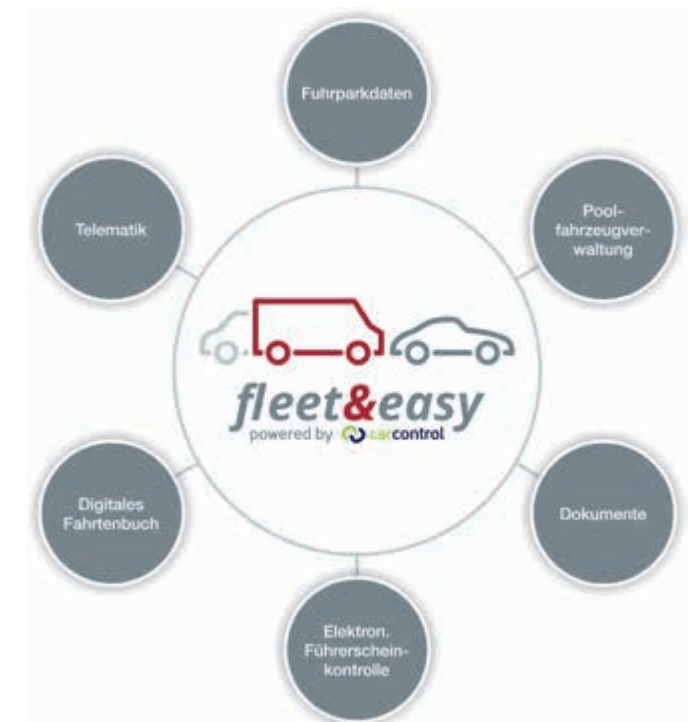 Fuhrparkdaten
Telematik
Pool-
fahrzeugver-
waltung
fleet&easy
powered by carcontrol
Digitales
Fahrtenbuch
Dokumente
Elektron.
Führerschein-
kontrolle